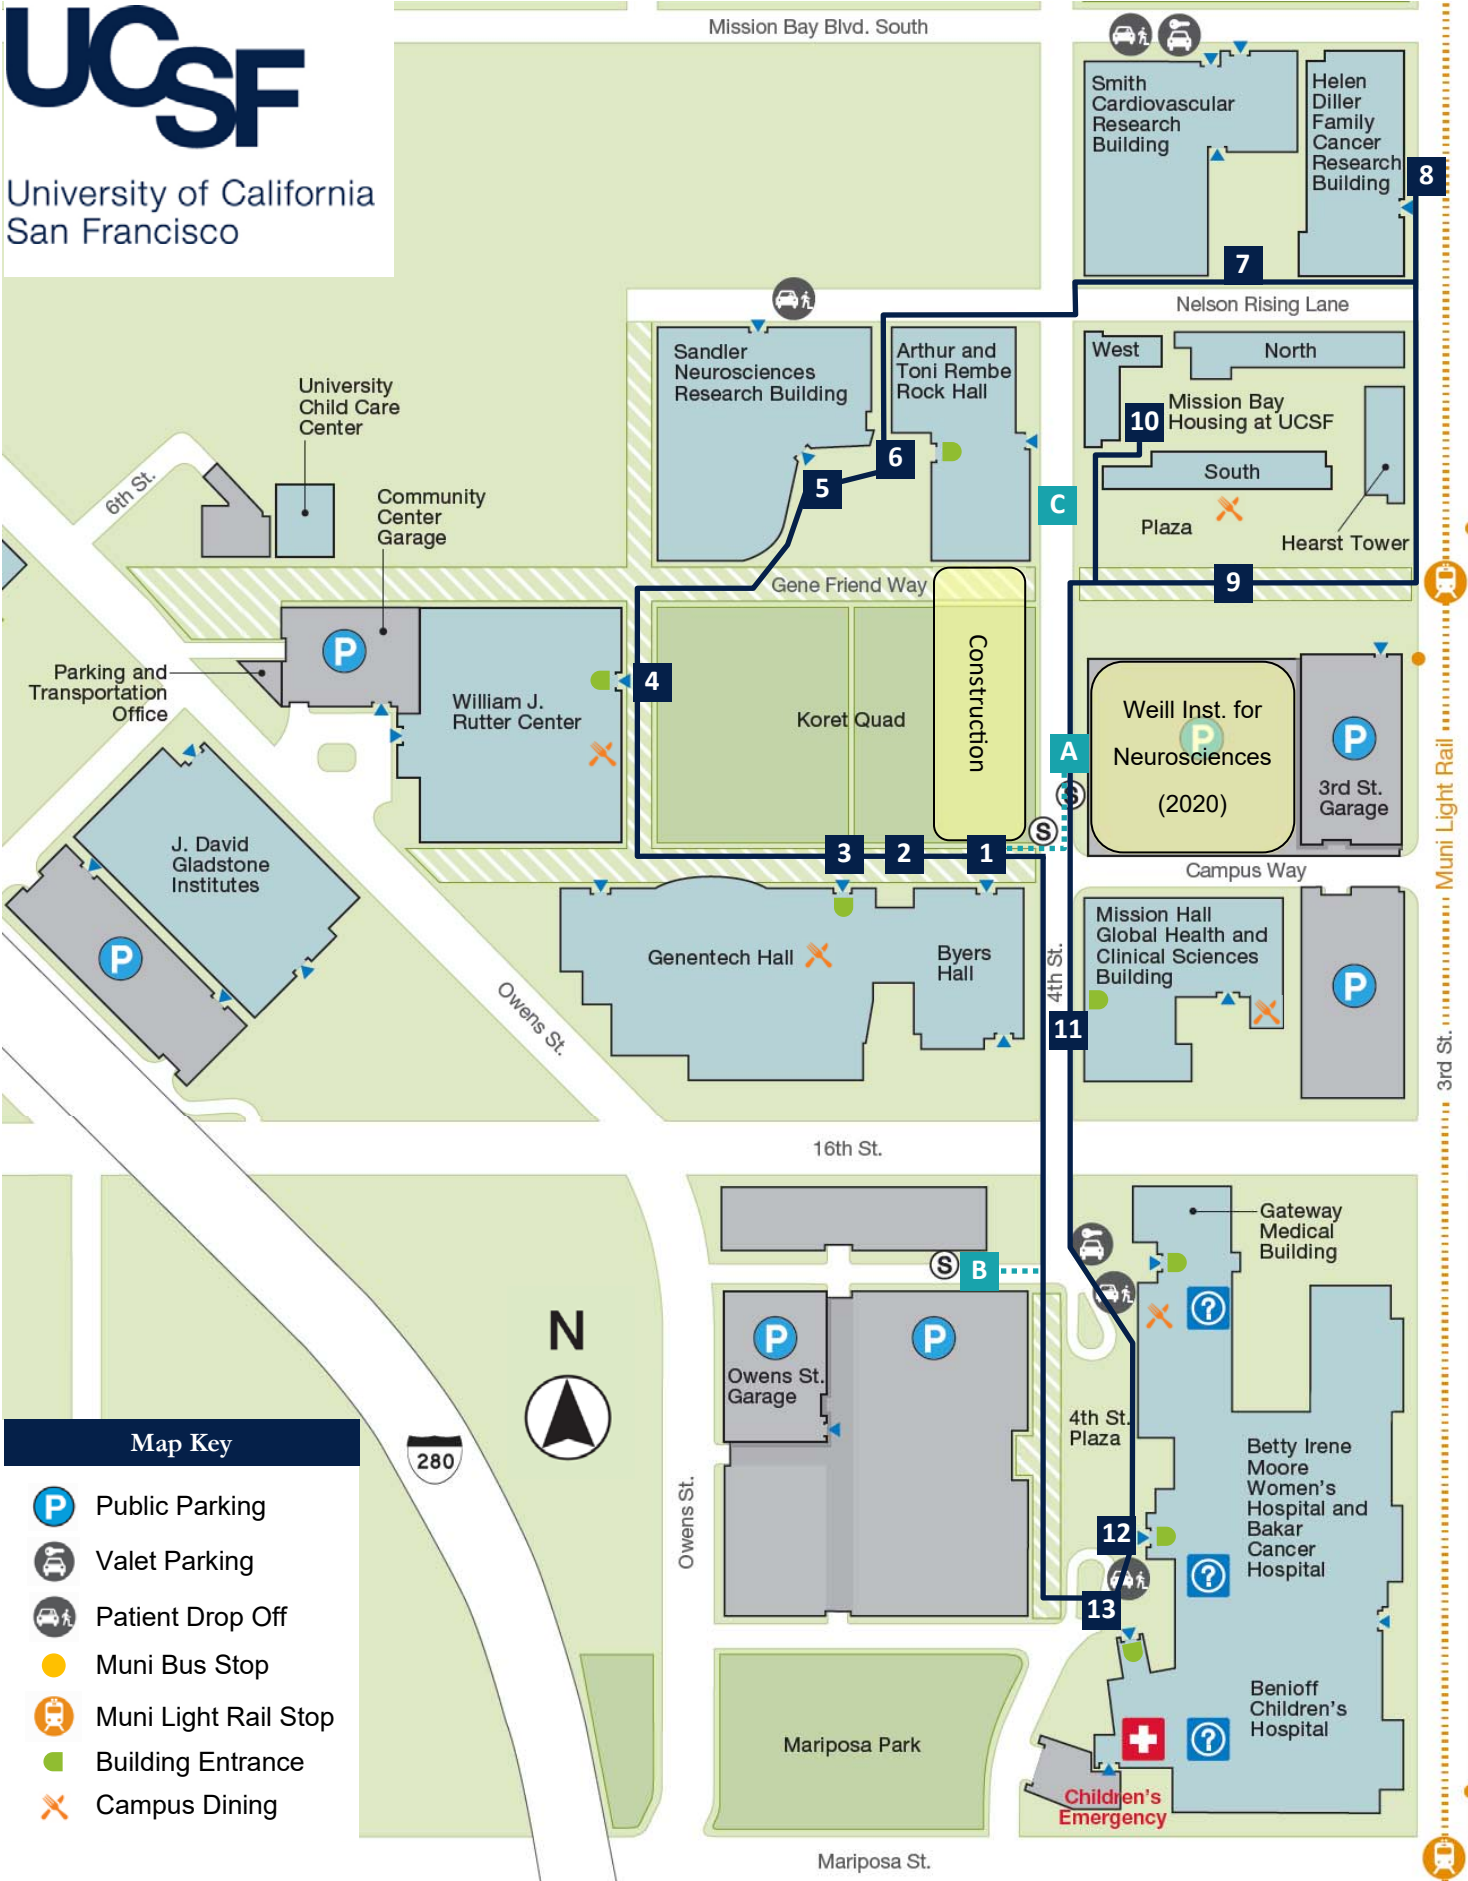 UCSF
University of California
San Francisco
Mission Bay Blvd. South
Smith
Cardiovascular
Research
Building
Helen
Diller
Family
Cancer
Research
Building
8
7
Nelson Rising Lane
Sandler
Neurosciences
Research Building
Arthur and
Toni Rembe
Rock Hall
West
North
10
Mission Bay
Housing at UCSF
South
Plaza
Hearst Tower
6
5
C
University
Child Care
Center
6th St.
Community
Center
Garage
Gene Friend Way
9
Parking and
Transportation
Office
P
William J.
Rutter Center
4
Koret Quad
Construction
A
S
S
Weill Inst. for
P
Neurosciences
(2020)
P
3rd St.
Garage
Muni Light Rail
3
2
1
Campus Way
J. David
Gladstone
Institutes
P
Genentech Hall
Byers
Hall
4th St.
Mission Hall
Global Health and
Clinical Sciences
Building
P
11
Owens St.
3rd St.
16th St.
Gateway
Medical
Building
S
B
?
N
P
P
Owens St.
Garage
4th St.
Plaza
Owens St.
280
Betty Irene
Moore
Women's
Hospital and
Bakar
Cancer
Hospital
12
?
13
Benioff
Children's
Hospital
?
Mariposa Park
Children's
Emergency
Mariposa St.
Map Key
P
Public Parking
Valet Parking
Patient Drop Off
Muni Bus Stop
Muni Light Rail Stop
Building Entrance
Campus Dining